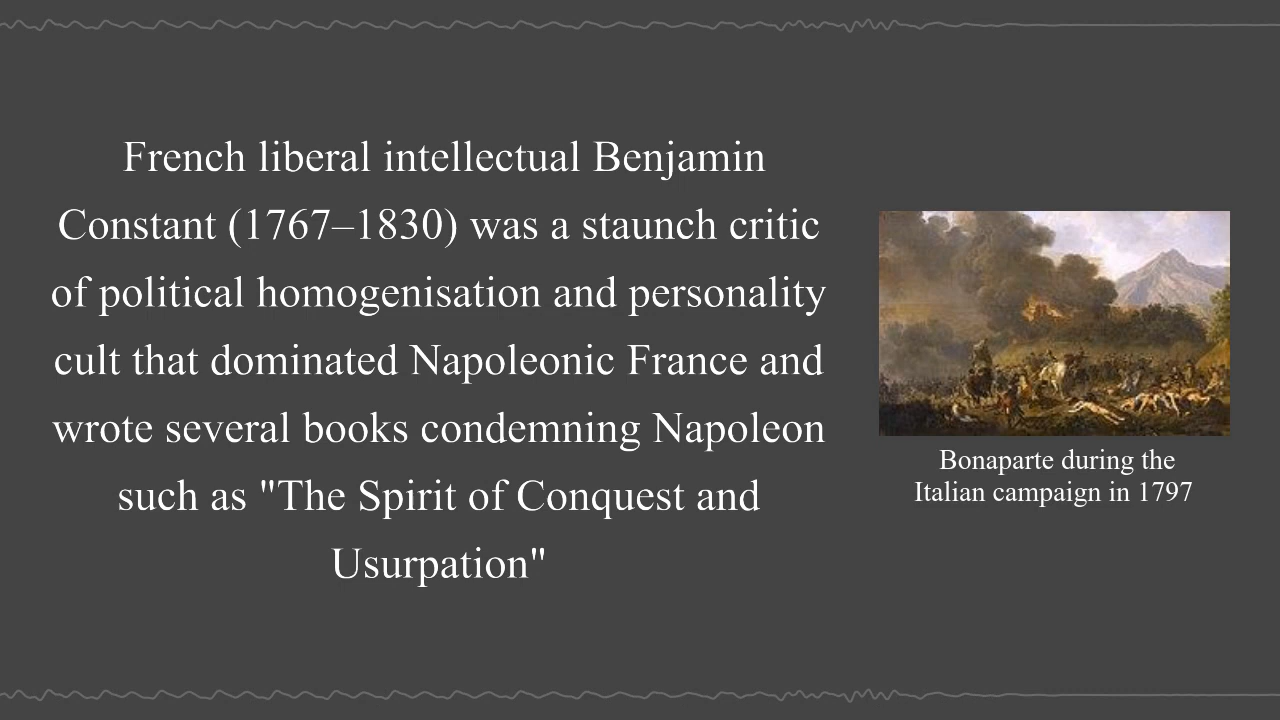 French liberal intellectual Benjamin
Constant (1767–1830) was a staunch critic
of political homogenisation and personality
cult that dominated Napoleonic France and
wrote several books condemning Napoleon
such as "The Spirit of Conquest and
Usurpation"
Bonaparte during the
Italian campaign in 1797